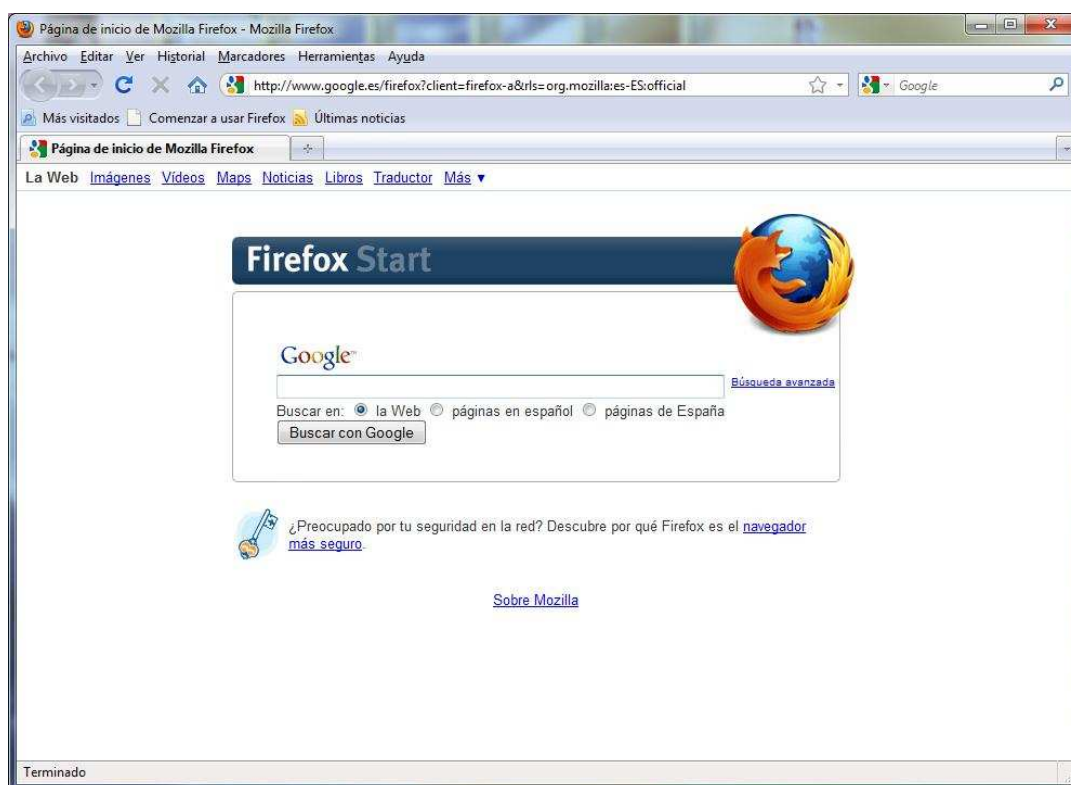 Página de inicio de Mozilla Firefox - Mozilla Firefox
Archivo Editar Ver Historial Marcadores Herramientas Ayuda
http://www.google.es/firefox?client=firefox-a&rls=org.mozilla:es-ES:official Google
Más visitados Comenzar a usar Firefox Últimas noticias
Página de inicio de Mozilla Firefox
La Web Imágenes Vídeos Maps Noticias Libros Traductor Más ▼
Firefox Start
Google™
Búsqueda avanzada
Buscar en: la Web páginas en español páginas de España
Buscar con Google
¿Preocupado por tu seguridad en la red? Descubre por qué Firefox es el navegador
más seguro.
Sobre Mozilla
Terminado